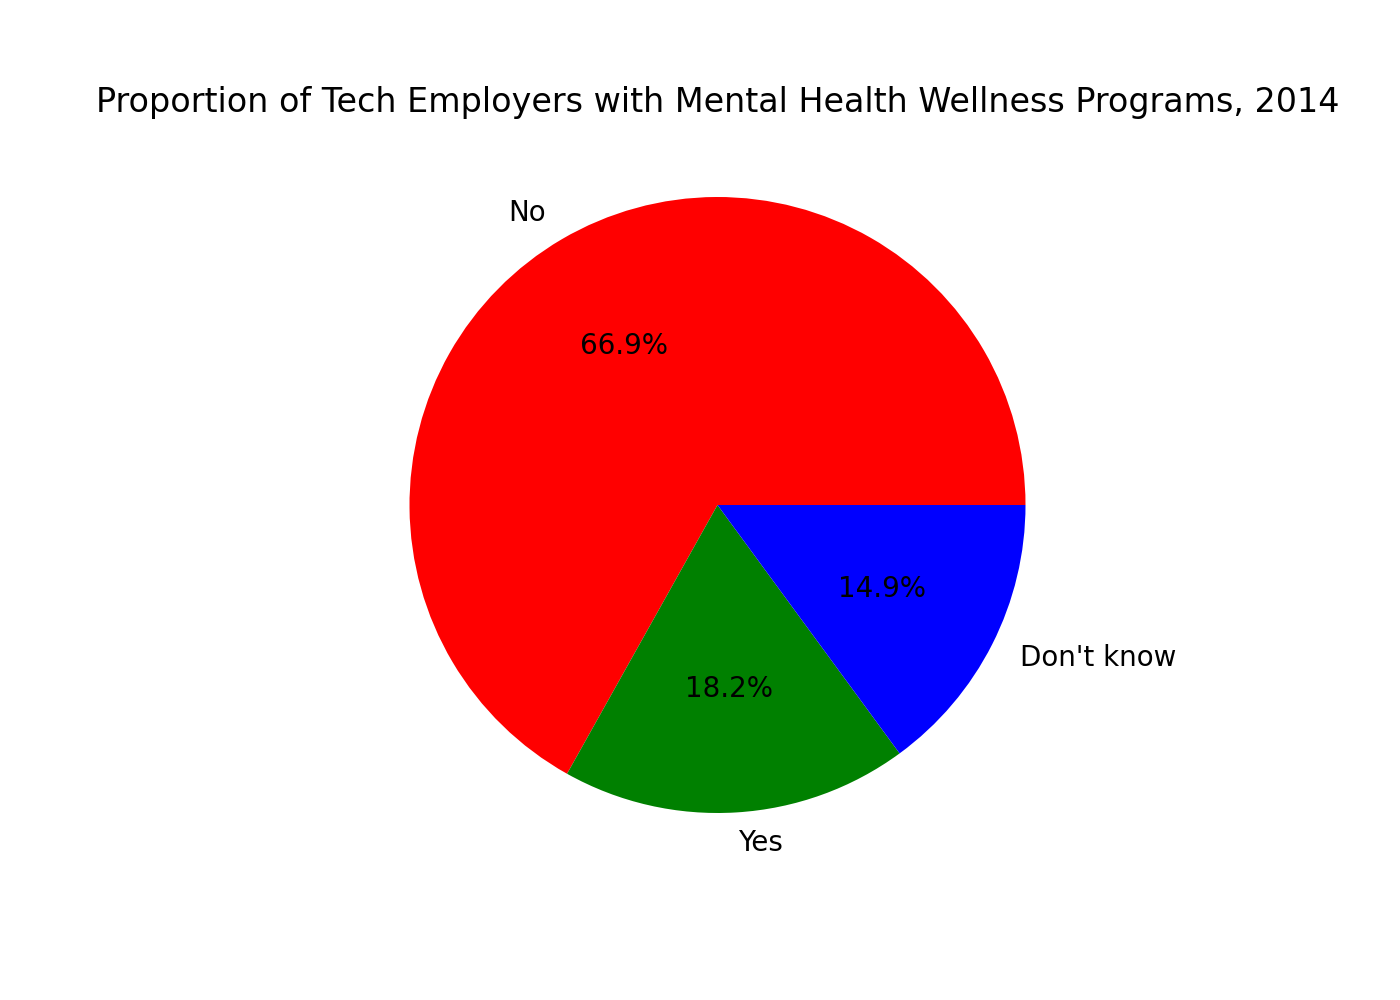 Proportion of Tech Employers with Mental Health Wellness Programs, 2014
No
66.9%
14.9%
Don't know
18.2%
Yes